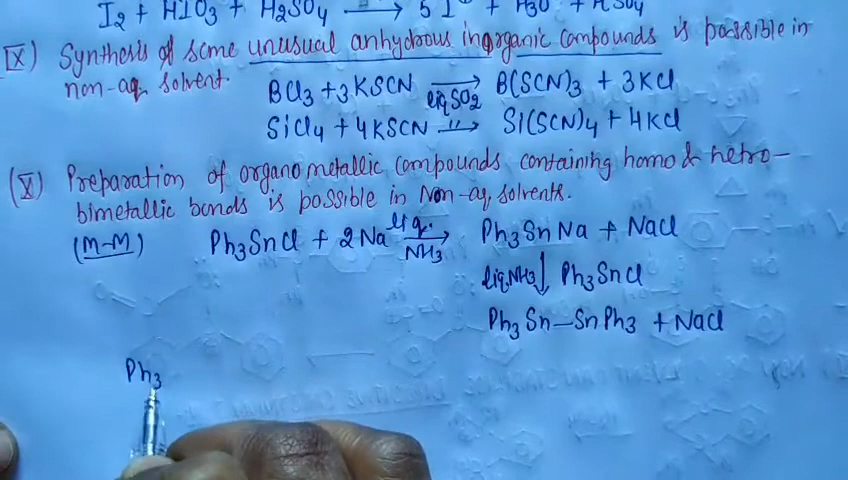 I2 + HIO3 + H2SO4 ⟶ 5 I + H3O + HSO4
(IX) Synthesis of some unusual anhydrous inorganic compounds is possible in
non-aq. solvent.
BCl3 + 3KSCN ⟶ liq SO2 B(SCN)3 + 3KCl
SiCl4 + 4KSCN ⟶ '' Si(SCN)4 + 4KCl
(X) Preparation of organometallic compounds containing homo & hetro-
bimetallic bonds is possible in Non-aq. solvents.
(M-M) Ph3SnCl + 2Na ⟶ liq. NH3 Ph3SnNa + NaCl
liq.NH3 ↓ Ph3SnCl
Ph3Sn—SnPh3 + NaCl
Ph3